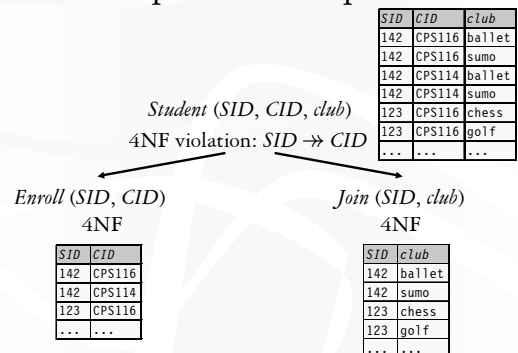 SID CID club
142 CPS116 ballet
142 CPS116 sumo
142 CPS114 ballet
142 CPS114 sumo
123 CPS116 chess
123 CPS116 golf
... ... ...
Student (SID, CID, club)
4NF violation: SID ↠ CID
Enroll (SID, CID)
4NF
SID CID
142 CPS116
142 CPS114
123 CPS116
... ...
Join (SID, club)
4NF
SID club
142 ballet
142 sumo
123 chess
123 golf
... ...